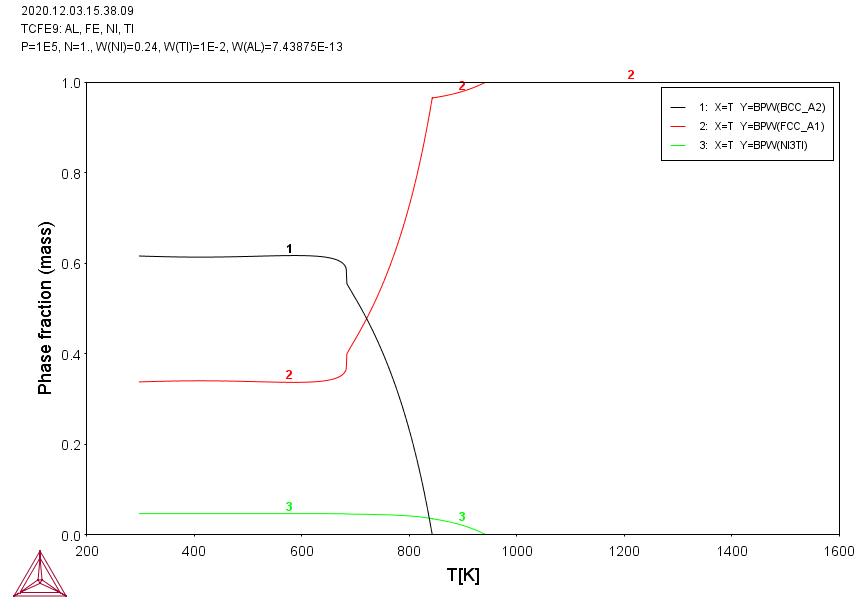 2020.12.03.15.38.09
TCFE9: AL, FE, NI, TI
P=1E5, N=1., W(NI)=0.24, W(TI)=1E-2, W(AL)=7.43875E-13
2
1.0
2
1: X=T Y=BPW(BCC_A2)
2: X=T Y=BPW(FCC_A1)
3: X=T Y=BPW(NI3TI)
0.8
Phase fraction (mass)
1
0.6
2
0.4
0.2
3
3
0.0
200 400 600 800 1000 1200 1400 1600
T[K]